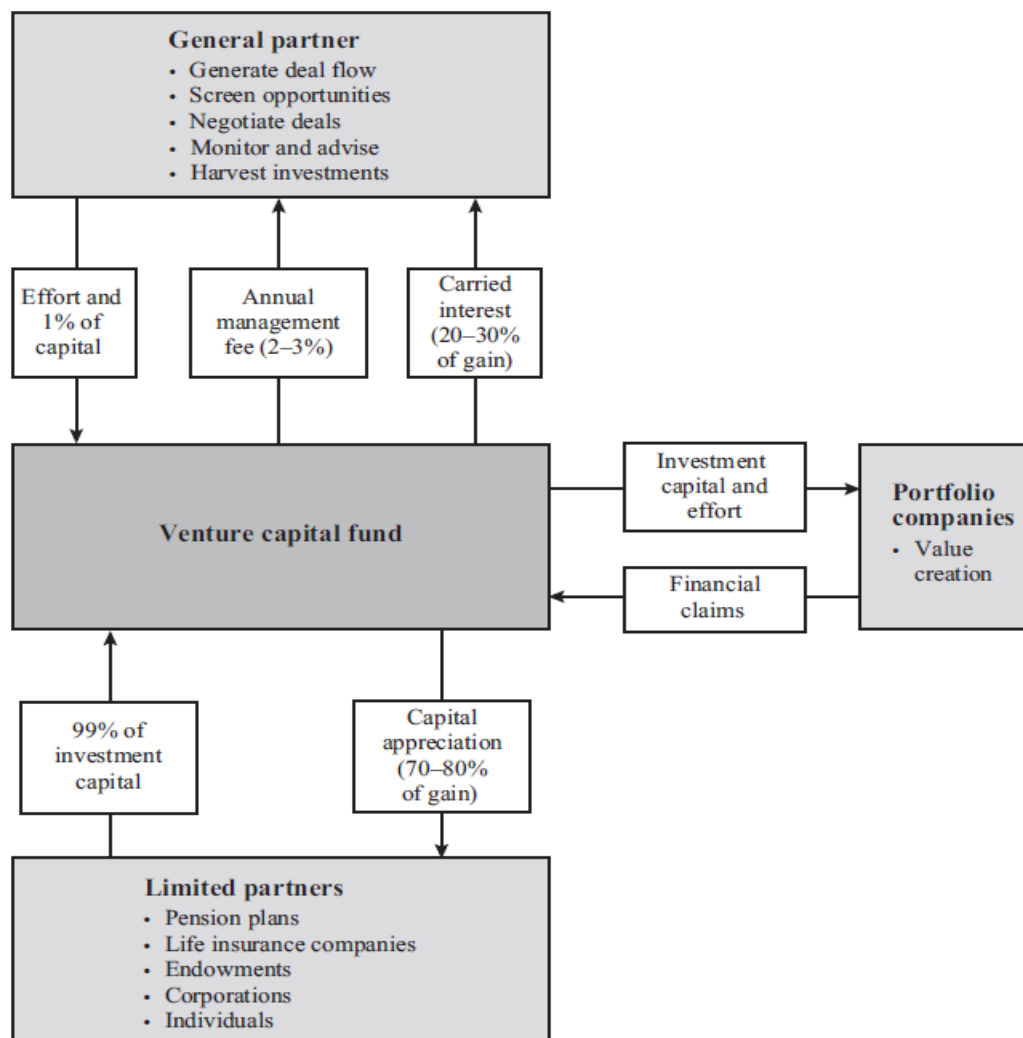 General partner
• Generate deal flow
• Screen opportunities
• Negotiate deals
• Monitor and advise
• Harvest investments
Effort and
1% of
capital
Annual
management
fee (2–3%)
Carried
interest
(20–30%
of gain)
Venture capital fund
Investment
capital and
effort
Financial
claims
Portfolio
companies
• Value
creation
99% of
investment
capital
Capital
appreciation
(70–80%
of gain)
Limited partners
• Pension plans
• Life insurance companies
• Endowments
• Corporations
• Individuals